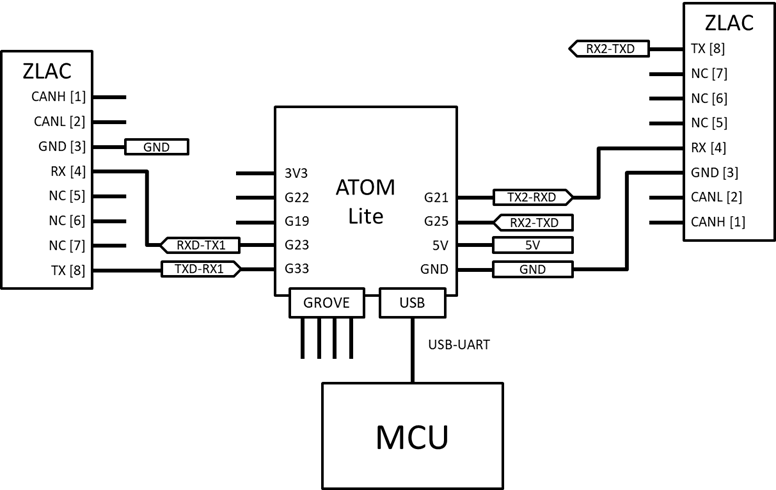 ZLAC
CANH [1]
CANL [2]
GND [3]
GND
RX [4]
NC [5]
NC [6]
NC [7]
TX [8]
RXD-TX1
TXD-RX1
ATOM
Lite
3V3
G22
G19
G23
G33
G21
G25
5V
GND
GROVE
USB
TX2-RXD
RX2-TXD
5V
GND
USB-UART
MCU
ZLAC
RX2-TXD
TX [8]
NC [7]
NC [6]
NC [5]
RX [4]
GND [3]
CANL [2]
CANH [1]